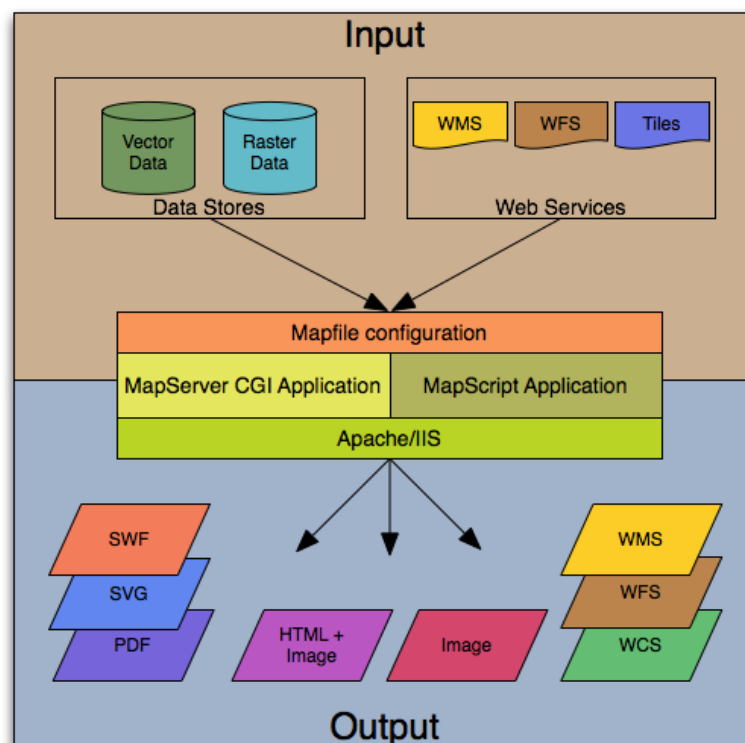 Input
Vector
Data
Raster
Data
Data Stores
WMS
WFS
Tiles
Web Services
Mapfile configuration
MapServer CGI Application
MapScript Application
Apache/IIS
SWF
SVG
PDF
HTML +
Image
Image
WMS
WFS
WCS
Output